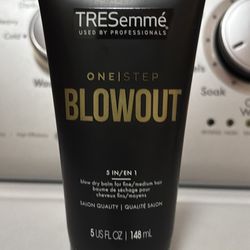 TRESemmé
USED BY PROFESSIONALS
ONE|STEP
BLOWOUT
5 IN/EN 1
blow dry balm for fine/medium hair
baume de séchage pour
cheveux fins/moyens
SALON QUALITY | QUALITÉ SALON
5 US FL OZ | 148 mL
Soak